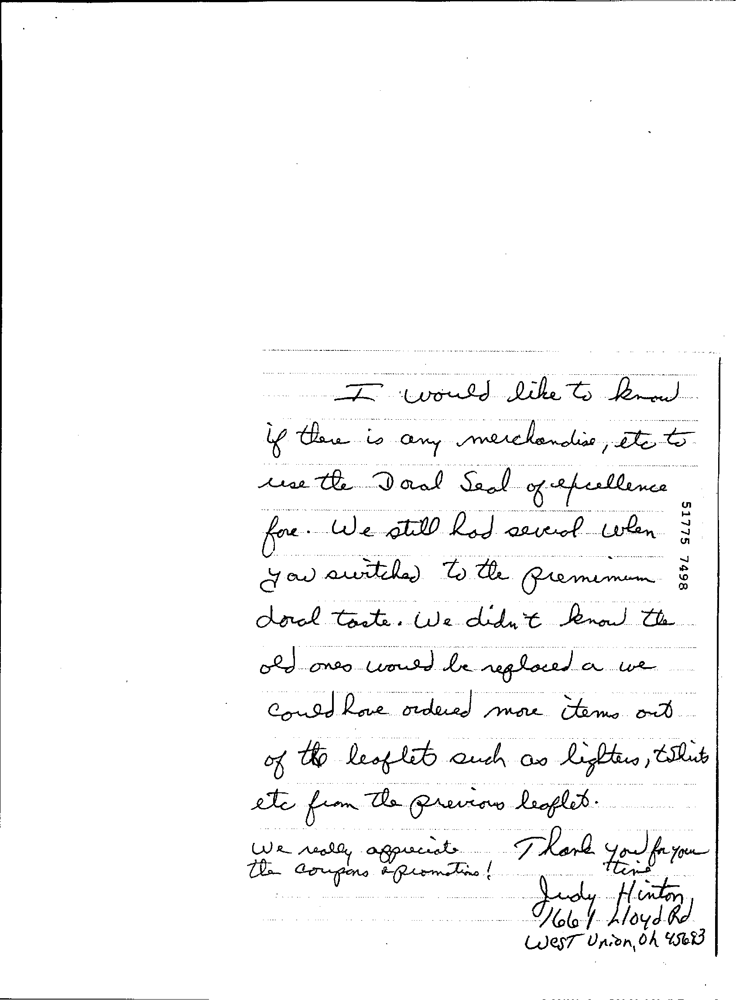 I would like to know
if there is any merchandise, etc to
use the Doral Seal of excellence
fore. We still had several when
you switched to the premimum
doral taste. We didn't know the
old ones would be replaced a we
could have ordered more items out
of the leaflets such as lighters, tshirts
etc from the previous leaflet.
We really appreciate
the coupons & promotions!
Thank you for your
time
Judy Hinton
1661 Lloyd Rd
West Union, Oh 45693
51775 7498